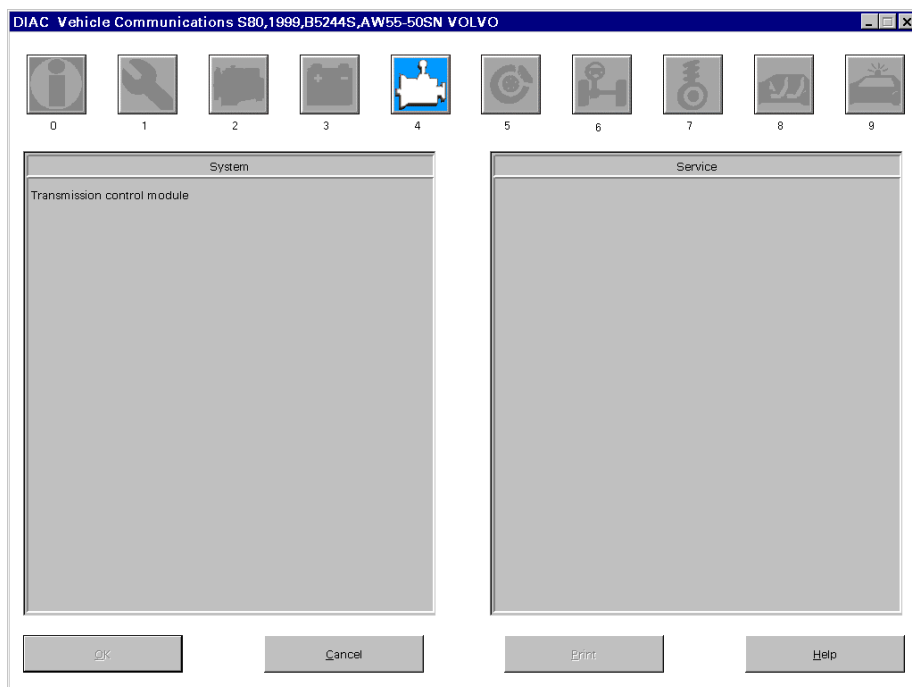 DIAC Vehicle Communications S80,1999,B5244S,AW55-50SN VOLVO
0 1 2 3 4 5 6 7 8 9
System Service
Transmission control module
OK Cancel Print Help